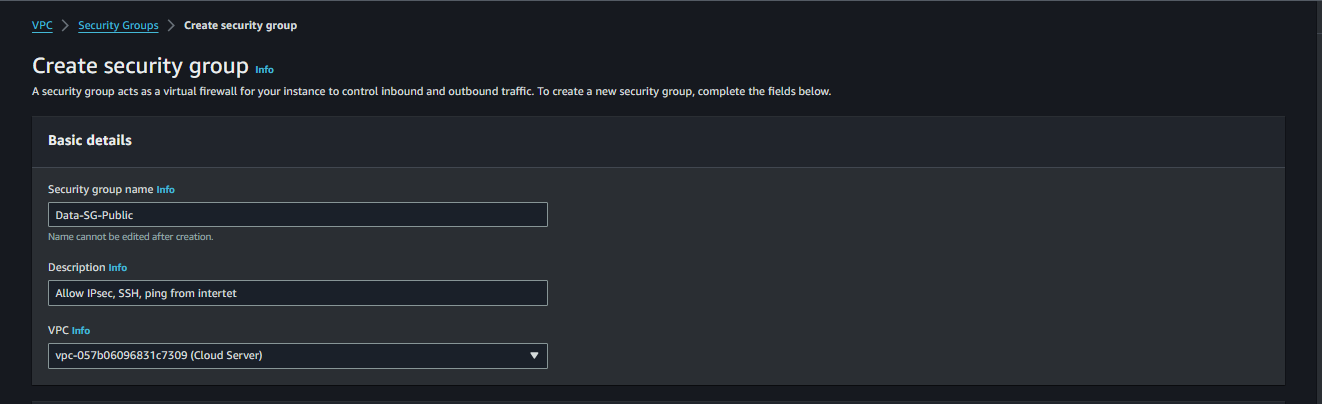 VPC > Security Groups > Create security group
Create security group Info
A security group acts as a virtual firewall for your instance to control inbound and outbound traffic. To create a new security group, complete the fields below.
Basic details
Security group name Info
Data-SG-Public
Name cannot be edited after creation.
Description Info
Allow IPsec, SSH, ping from intertet
VPC Info
vpc-057b06096831c7309 (Cloud Server)